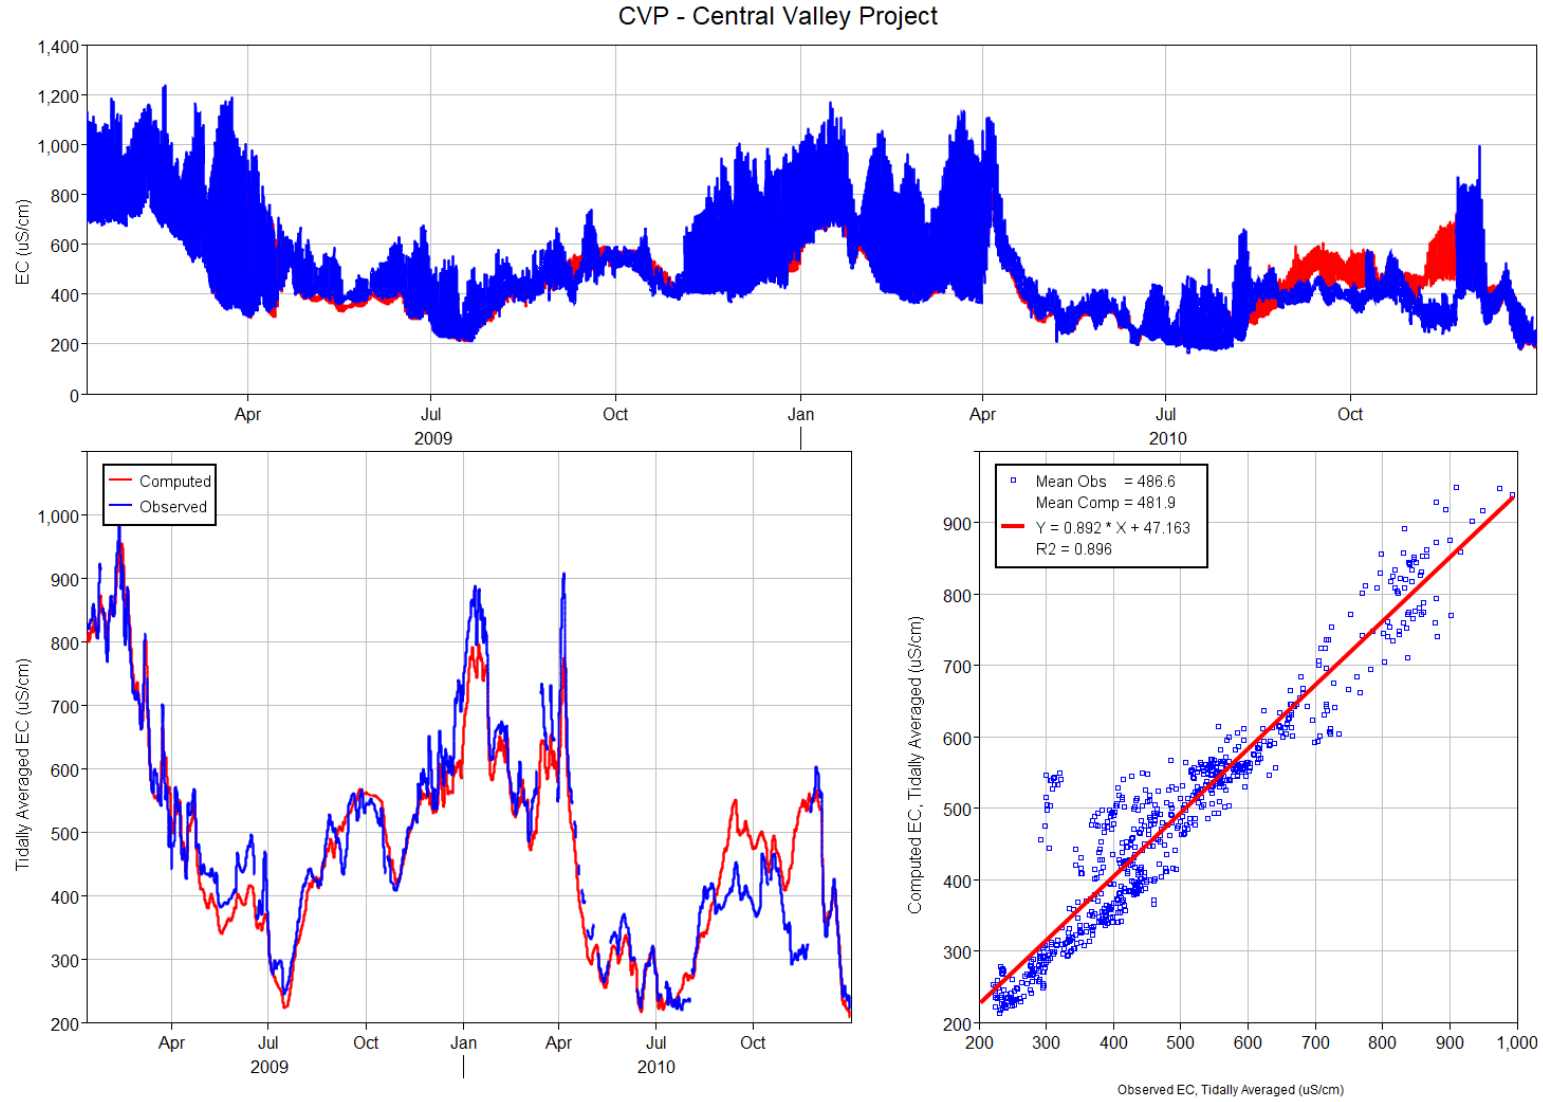 CVP - Central Valley Project
1,400
1,200
1,000
800
600
400
200
0
EC (uS/cm)
Apr Jul Oct Jan Apr Jul Oct
2009 2010
Computed
Observed
1,000
900
800
700
600
500
400
300
200
Tidally Averaged EC (uS/cm)
Apr Jul Oct Jan Apr Jul Oct
2009 2010
Mean Obs = 486.6
Mean Comp = 481.9
Y = 0.892 * X + 47.163
R2 = 0.896
900
800
700
600
500
400
300
200
Computed EC, Tidally Averaged (uS/cm)
200 300 400 500 600 700 800 900 1,000
Observed EC, Tidally Averaged (uS/cm)